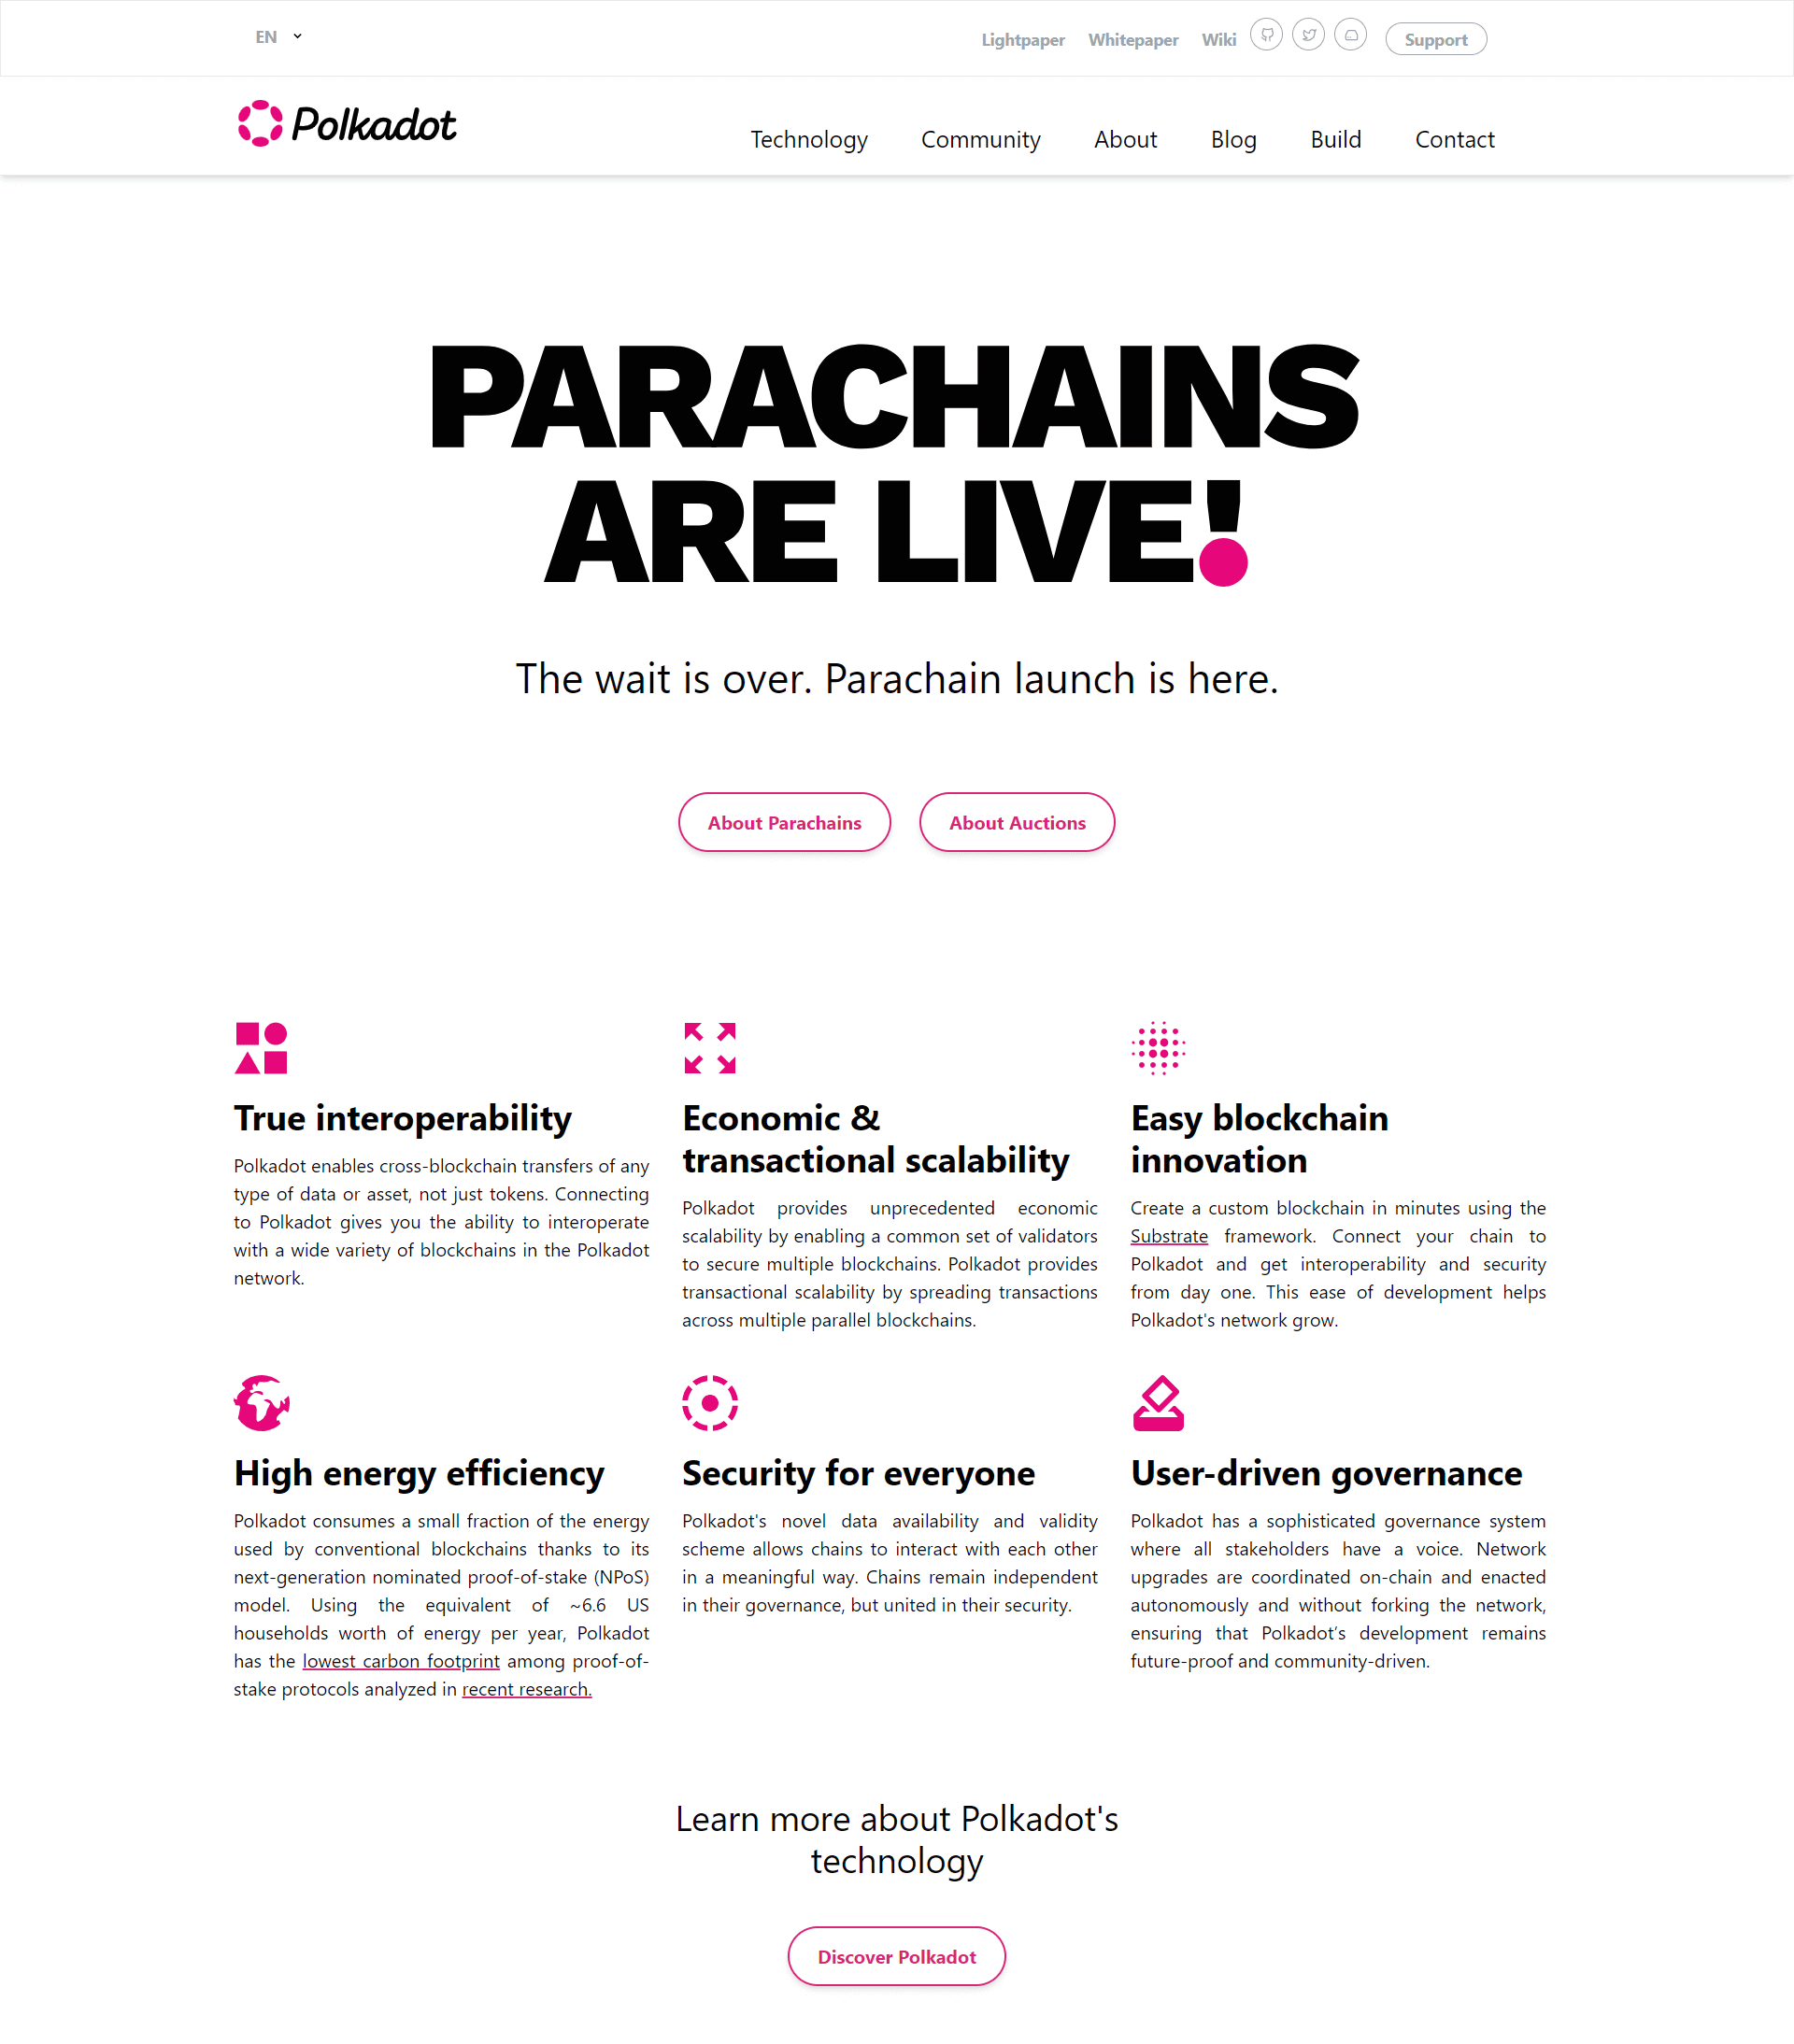 EN
Lightpaper Whitepaper Wiki Support
Polkadot
Technology Community About Blog Build Contact
PARACHAINS
ARE LIVE!
The wait is over. Parachain launch is here.
About Parachains About Auctions
True interoperability
Polkadot enables cross-blockchain transfers of any
type of data or asset, not just tokens. Connecting
to Polkadot gives you the ability to interoperate
with a wide variety of blockchains in the Polkadot
network.
Economic &
transactional scalability
Polkadot provides unprecedented economic
scalability by enabling a common set of validators
to secure multiple blockchains. Polkadot provides
transactional scalability by spreading transactions
across multiple parallel blockchains.
Easy blockchain
innovation
Create a custom blockchain in minutes using the
Substrate framework. Connect your chain to
Polkadot and get interoperability and security
from day one. This ease of development helps
Polkadot's network grow.
High energy efficiency
Polkadot consumes a small fraction of the energy
used by conventional blockchains thanks to its
next-generation nominated proof-of-stake (NPoS)
model. Using the equivalent of ~6.6 US
households worth of energy per year, Polkadot
has the lowest carbon footprint among proof-of-
stake protocols analyzed in recent research.
Security for everyone
Polkadot's novel data availability and validity
scheme allows chains to interact with each other
in a meaningful way. Chains remain independent
in their governance, but united in their security.
User-driven governance
Polkadot has a sophisticated governance system
where all stakeholders have a voice. Network
upgrades are coordinated on-chain and enacted
autonomously and without forking the network,
ensuring that Polkadot’s development remains
future-proof and community-driven.
Learn more about Polkadot's
technology
Discover Polkadot